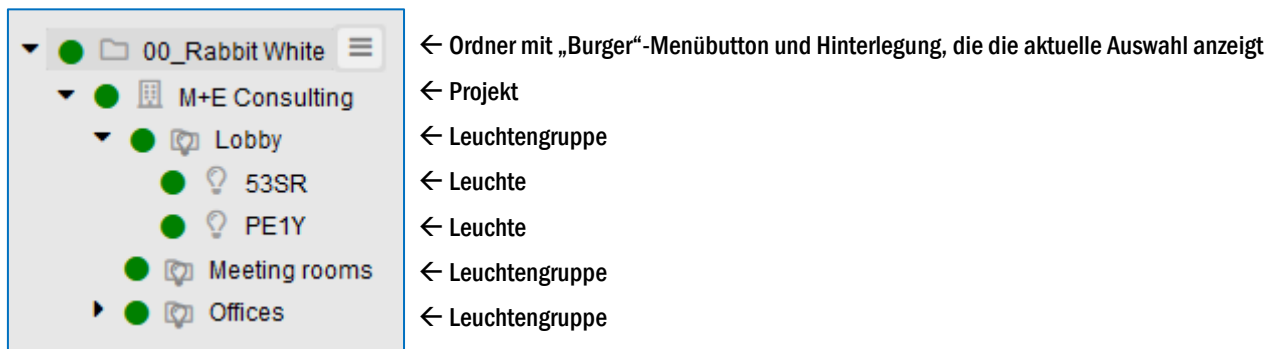 00_Rabbit White ← Ordner mit „Burger“-Menübutton und Hinterlegung, die die aktuelle Auswahl anzeigt
M+E Consulting ← Projekt
Lobby ← Leuchtengruppe
53SR ← Leuchte
PE1Y ← Leuchte
Meeting rooms ← Leuchtengruppe
Offices ← Leuchtengruppe